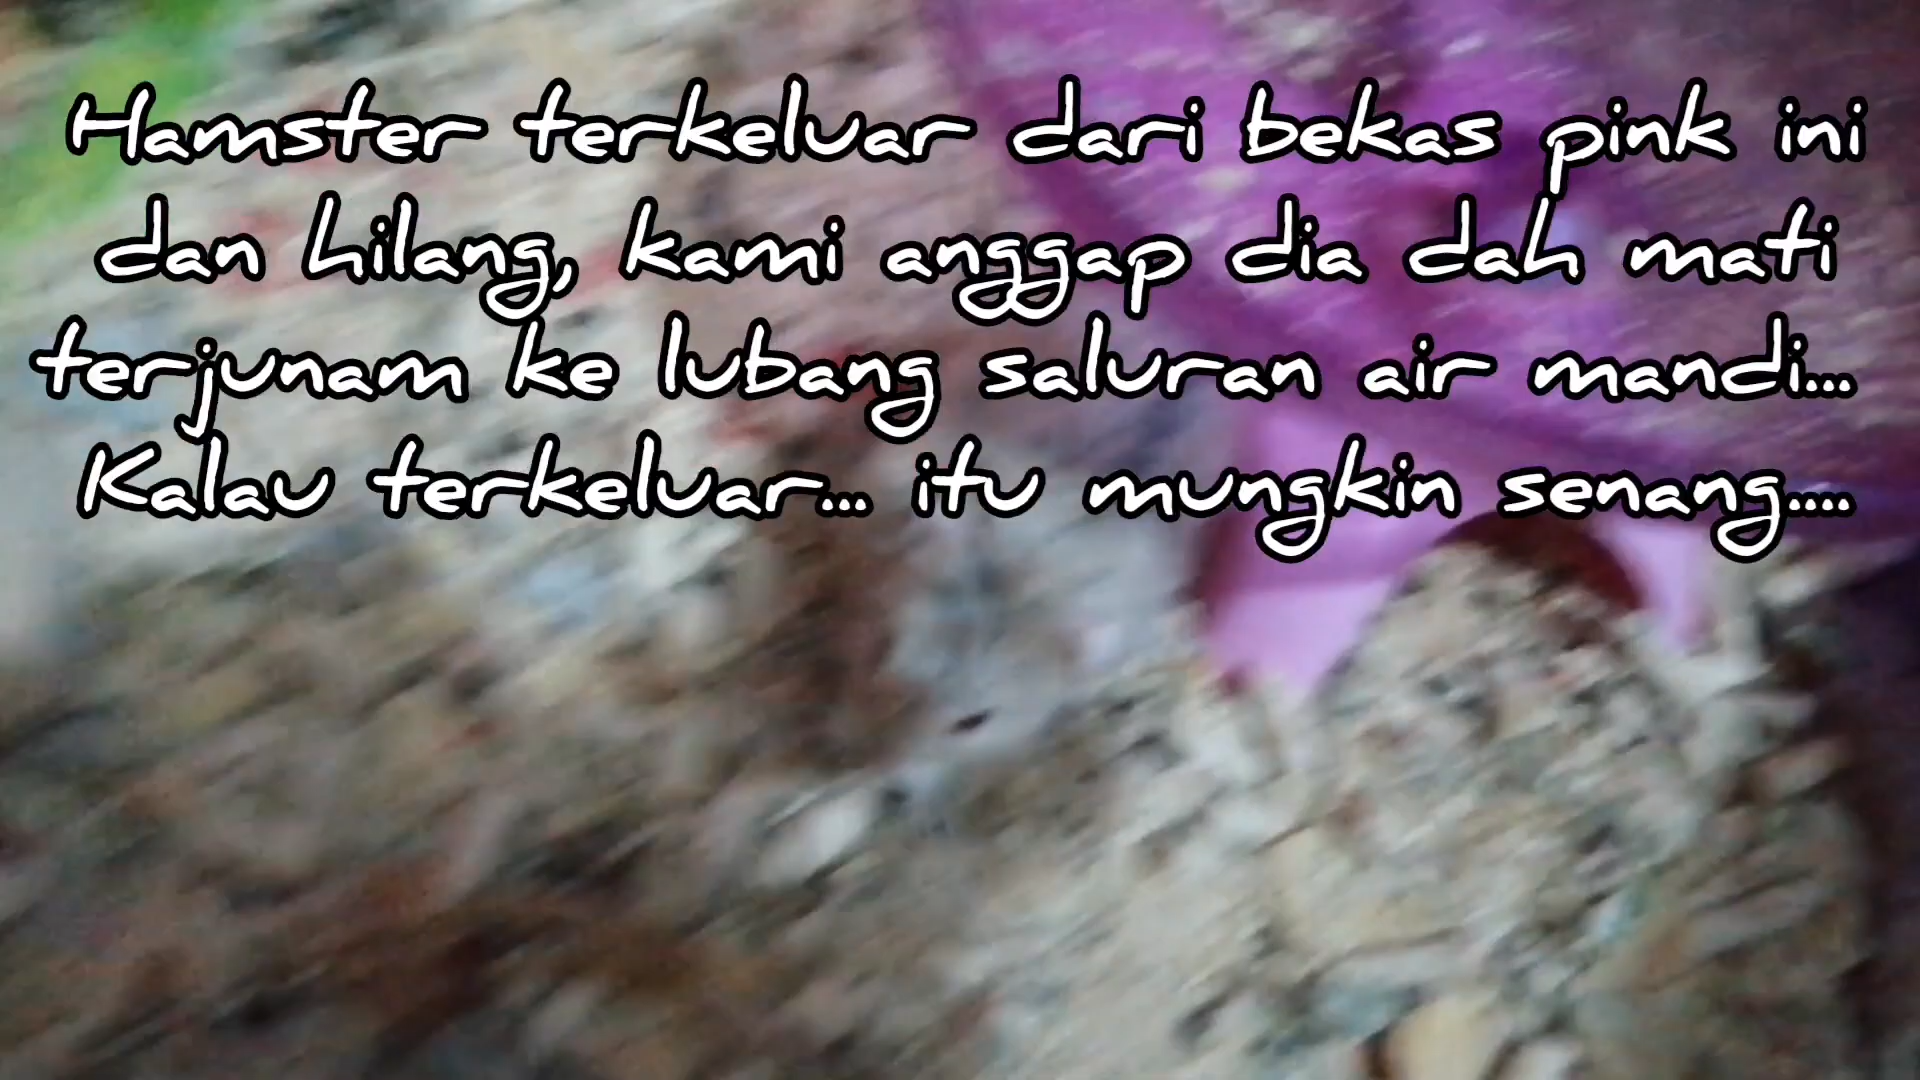 Hamster terkeluar dari bekas pink ini
dan hilang, kami anggap dia dah mati
terjunam ke lubang saluran air mandi...
Kalau terkeluar... itu mungkin senang....